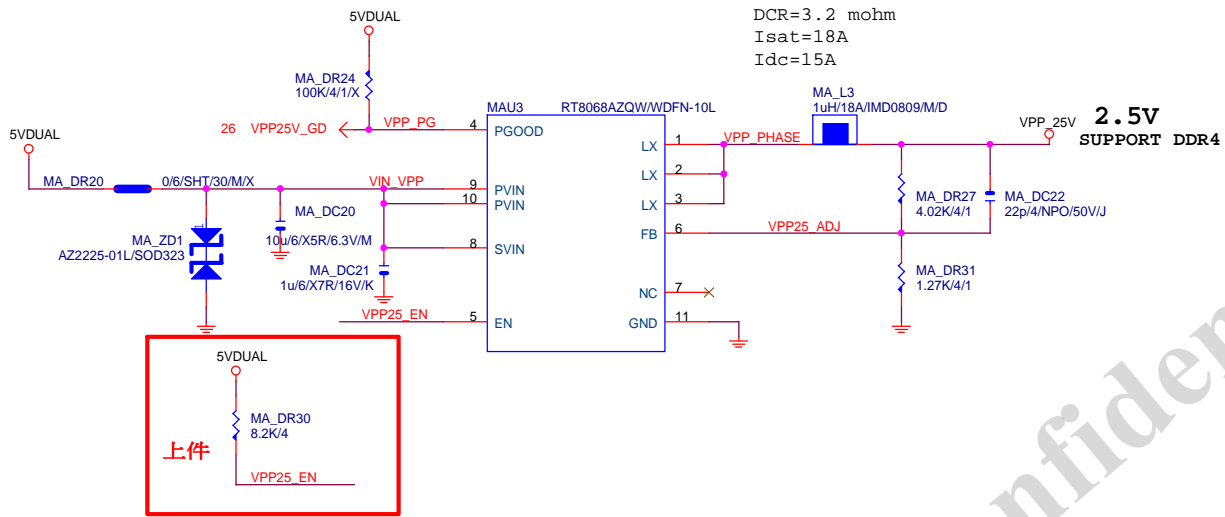 5VDUAL
DCR=3.2 mohm
Isat=18A
Idc=15A
MA_DR24
100K/4/1/X
MAU3
RT8068AZQW/WDFN-10L
MA_L3
1uH/18A/IMD0809/M/D
2.5V
SUPPORT DDR4
VPP_25V
26 VPP25V_GD
VPP_PG
4
PGOOD
LX
1
VPP_PHASE
5VDUAL
MA_DR20
0/6/SHT/30/M/X
VIN_VPP
9
PVIN
10
PVIN
LX
2
LX
3
MA_DR27
4.02K/4/1
MA_DC22
22p/4/NPO/50V/J
MA_DC20
10u/6/X5R/6.3V/M
MA_ZD1
AZ2225-01L/SOD323
8
SVIN
FB
6
VPP25_ADJ
MA_DC21
1u/6/X7R/16V/K
MA_DR31
1.27K/4/1
NC
7
VPP25_EN
5
EN
GND
11
5VDUAL
MA_DR30
8.2K/4
上件
VPP25_EN